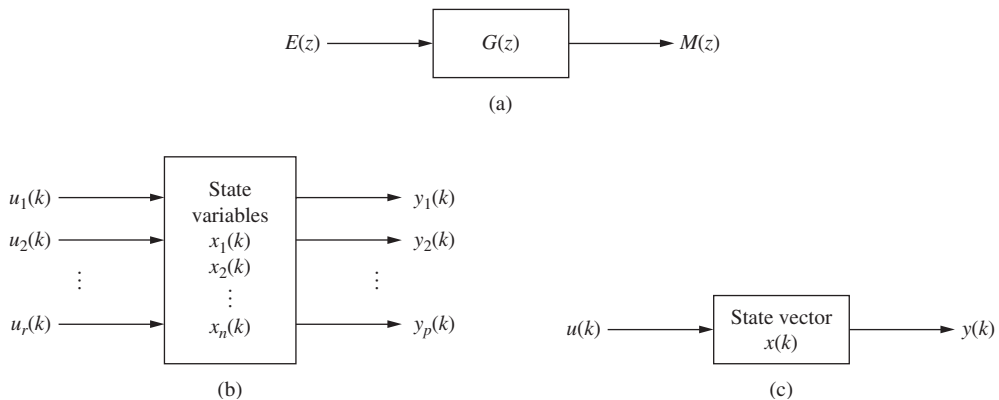 E(z) G(z) M(z)
(a)
u₁(k) State variables y₁(k)
u₂(k) x₁(k) y₂(k)
x₂(k)
⋮ ⋮ ⋮
uᵣ(k) xₙ(k) yₚ(k)
(b)
u(k) State vector y(k)
x(k)
(c)